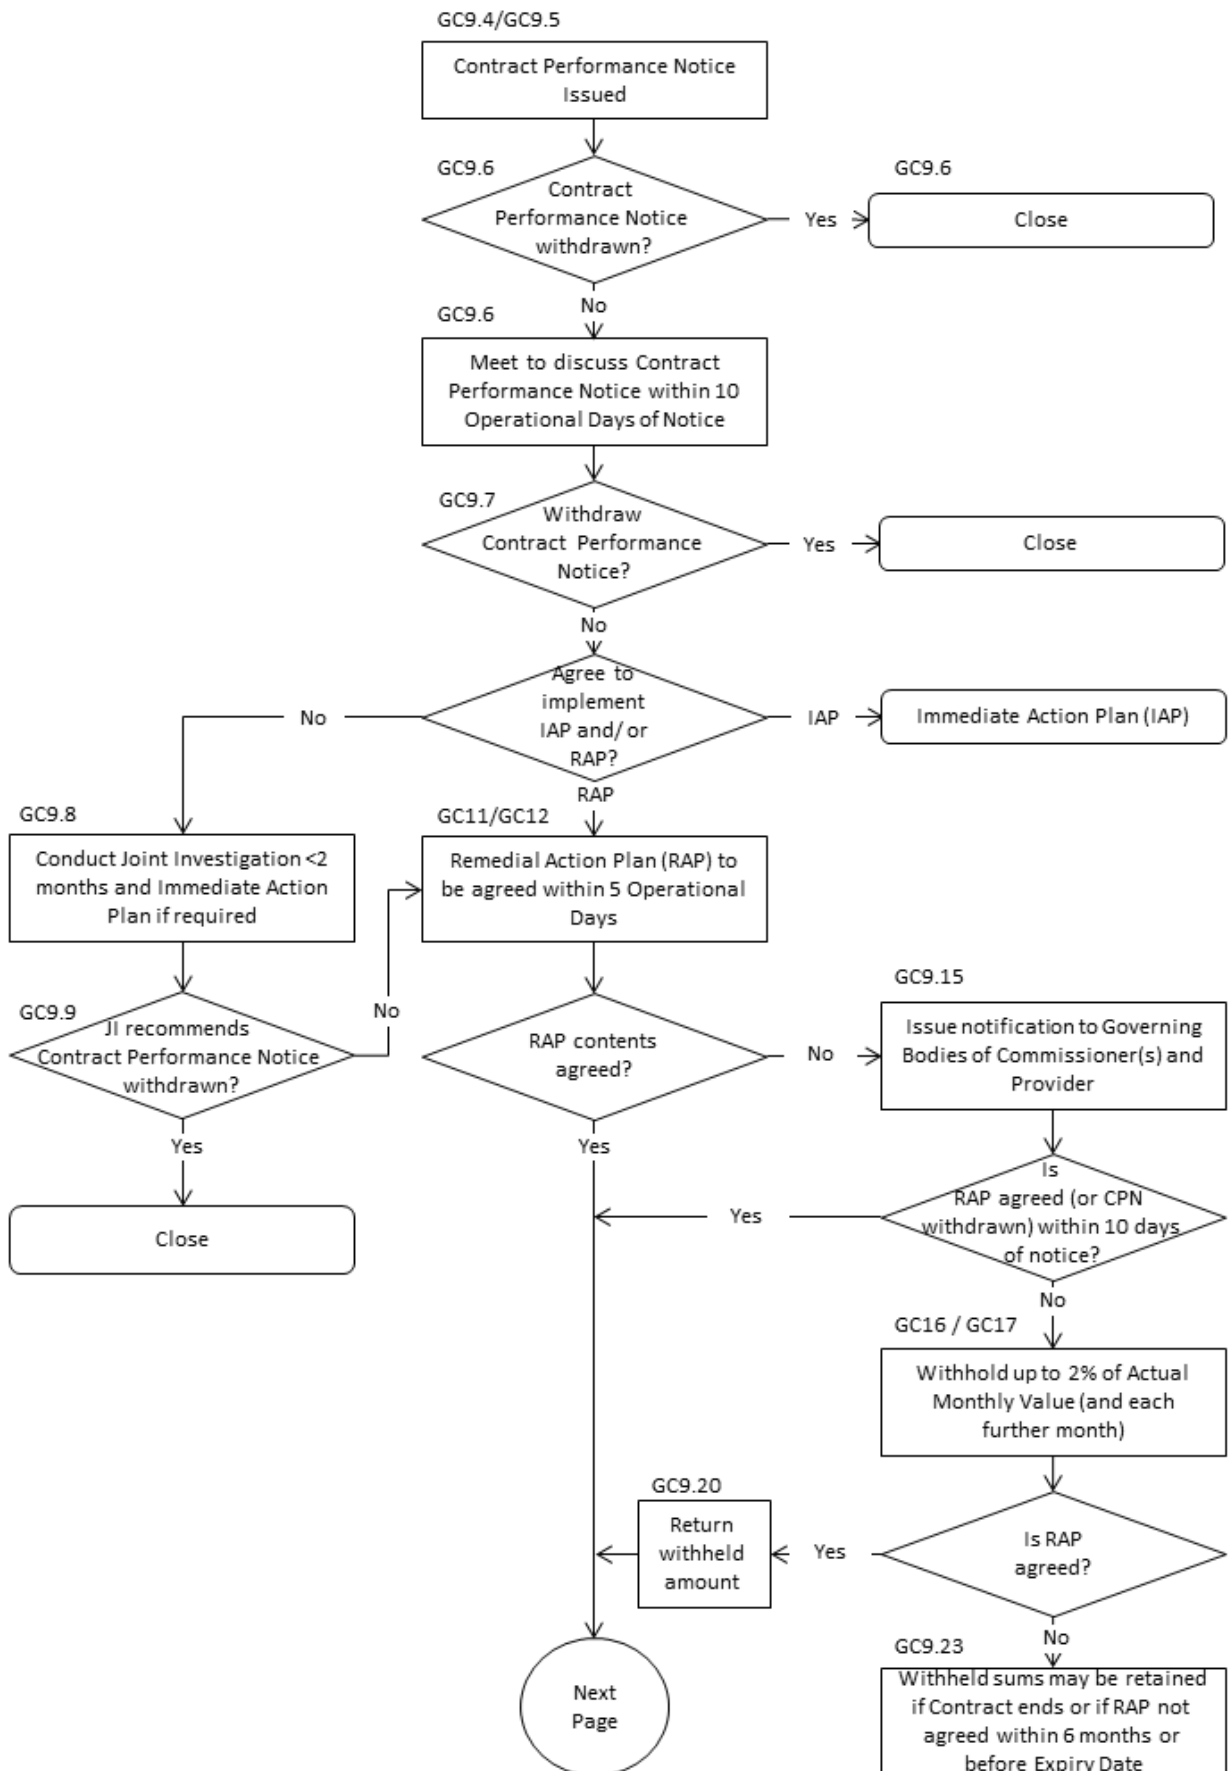 GC9.4/GC9.5
Contract Performance Notice
Issued
GC9.6
Contract
Performance Notice
withdrawn?
Yes
GC9.6
Close
No
GC9.6
Meet to discuss Contract
Performance Notice within 10
Operational Days of Notice
GC9.7
Withdraw
Contract Performance
Notice?
Yes
Close
No
Agree to
implement
IAP and/ or
RAP?
No
IAP
Immediate Action Plan (IAP)
RAP
GC9.8
Conduct Joint Investigation <2
months and Immediate Action
Plan if required
GC11/GC12
Remedial Action Plan (RAP) to
be agreed within 5 Operational
Days
GC9.9
JI recommends
Contract Performance Notice
withdrawn?
No
Yes
Close
RAP contents
agreed?
No
Yes
GC9.15
Issue notification to Governing
Bodies of Commissioner(s) and
Provider
Is
RAP agreed (or CPN
withdrawn) within 10 days
of notice?
Yes
No
GC16 / GC17
Withhold up to 2% of Actual
Monthly Value (and each
further month)
Is RAP
agreed?
Yes
GC9.20
Return
withheld
amount
No
GC9.23
Withheld sums may be retained
if Contract ends or if RAP not
agreed within 6 months or
before Expiry Date
Next
Page